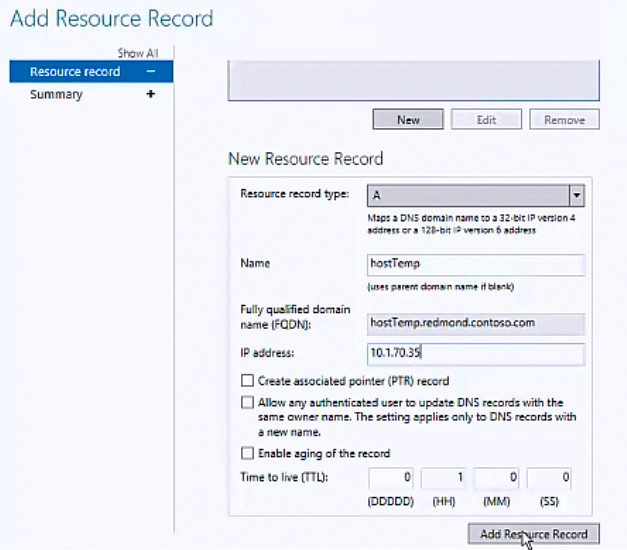 Add Resource Record
Show All
Resource record −
Summary +
New Edit Remove
New Resource Record
Resource record type: A
Maps a DNS domain name to a 32-bit IP version 4
address or a 128-bit IP version 6 address
Name hostTemp
(uses parent domain name if blank)
Fully qualified domain
name (FQDN): hostTemp.redmond.contoso.com
IP address: 10.1.70.35
Create associated pointer (PTR) record
Allow any authenticated user to update DNS records with the
same owner name. The setting applies only to DNS records with
a new name.
Enable aging of the record
Time to live (TTL): 0 1 0 0
(DDDDD) (HH) (MM) (SS)
Add Resource Record